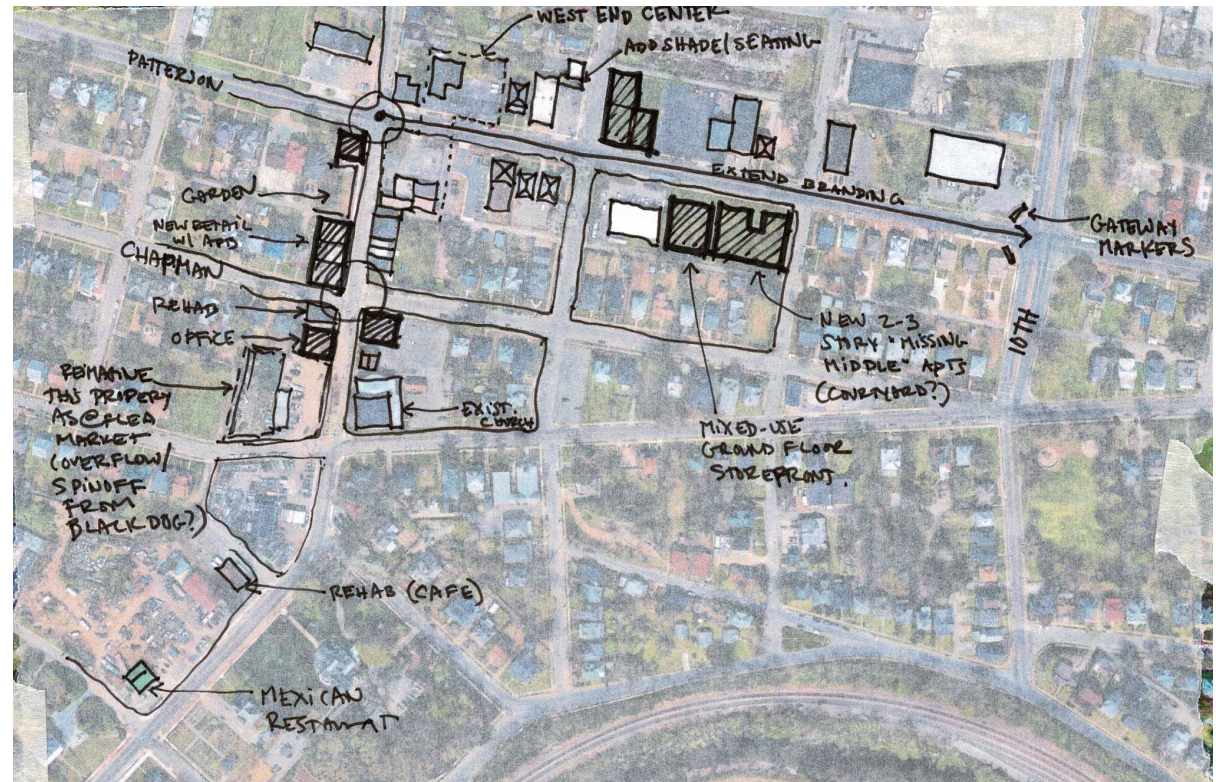 WEST END CENTER
ADD SHADE/SEATING
PATTERSON
EXTEND BRANDING
GATEWAY
MARKERS
10TH
GARDEN
NEW RETAIL
W/ APTS
CHAPMAN
REHAB
OFFICE
THIS PROPERTY
AS @ FLEA
MARKET
(OVERFLOW/
SPINOFF
FROM
BLACK DOG?)
EXIST.
CHURCH
NEW 2-3
STORY "MISSING
MIDDLE" APTS
(COURTYARD?)
MIXED-USE
GROUND FLOOR
STOREFRONT.
REHAB (CAFE)
MEXICAN